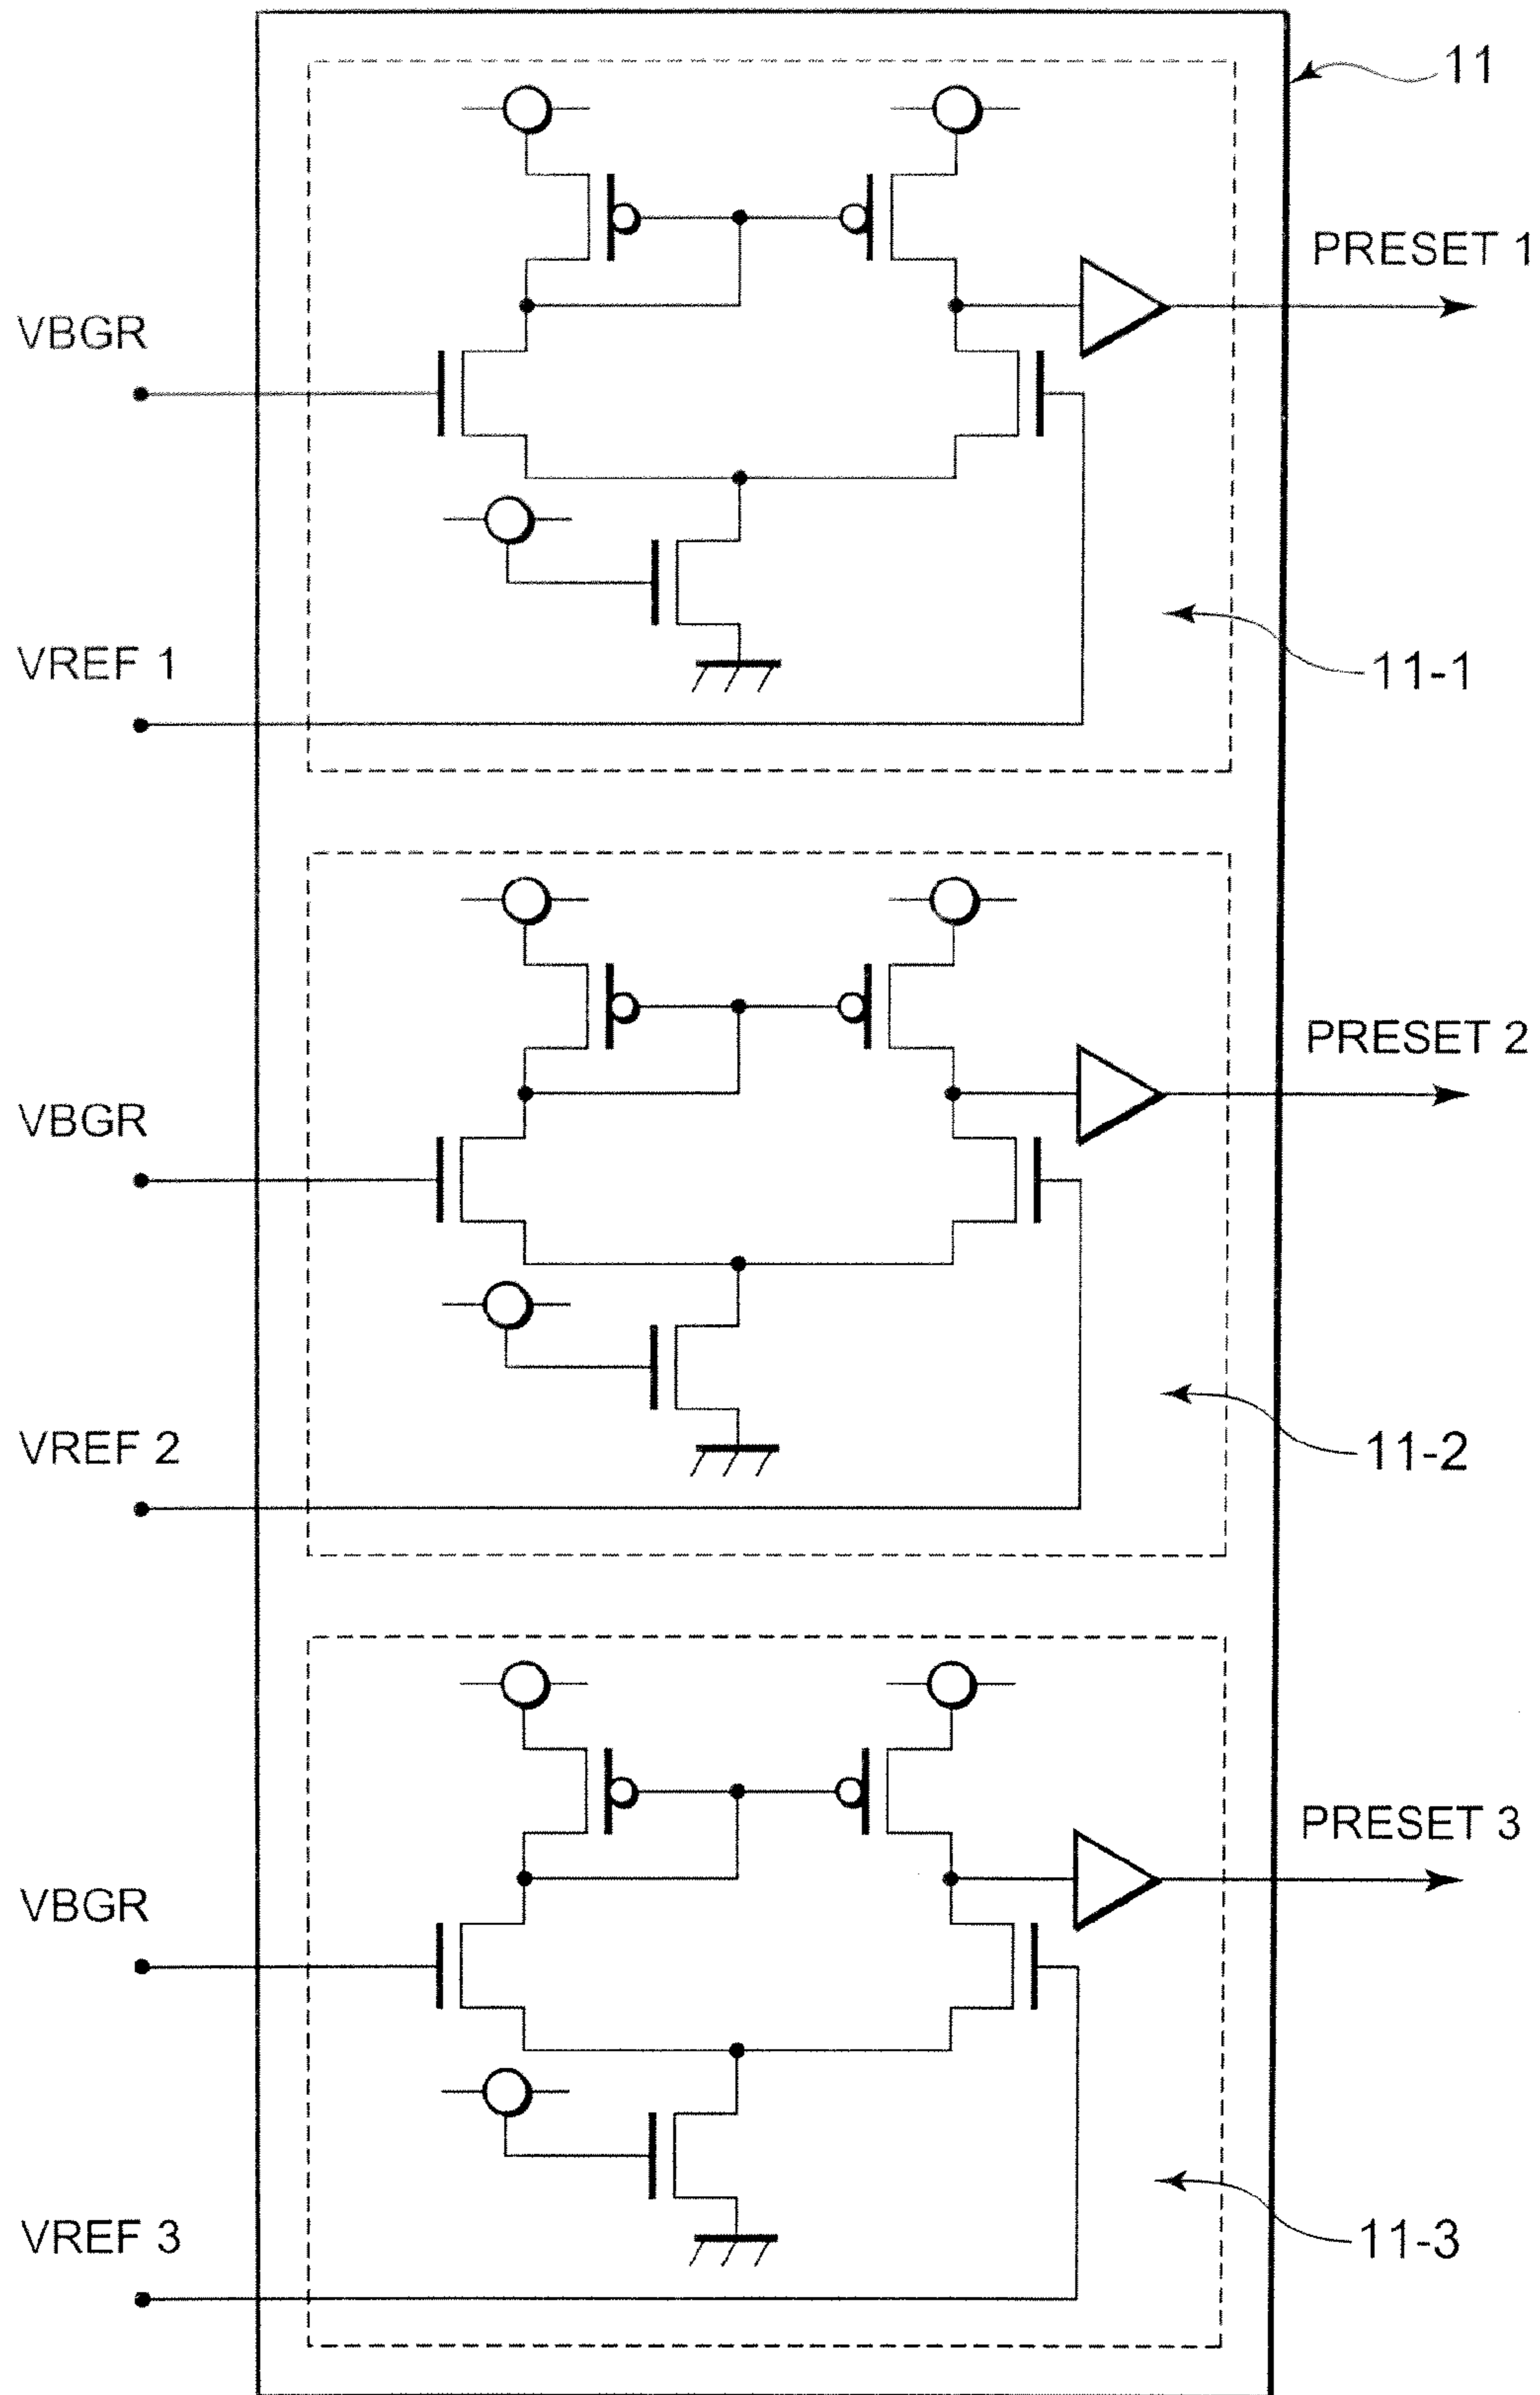 11
PRESET 1
VBGR
VREF 1
11-1
PRESET 2
VBGR
VREF 2
11-2
PRESET 3
VBGR
VREF 3
11-3